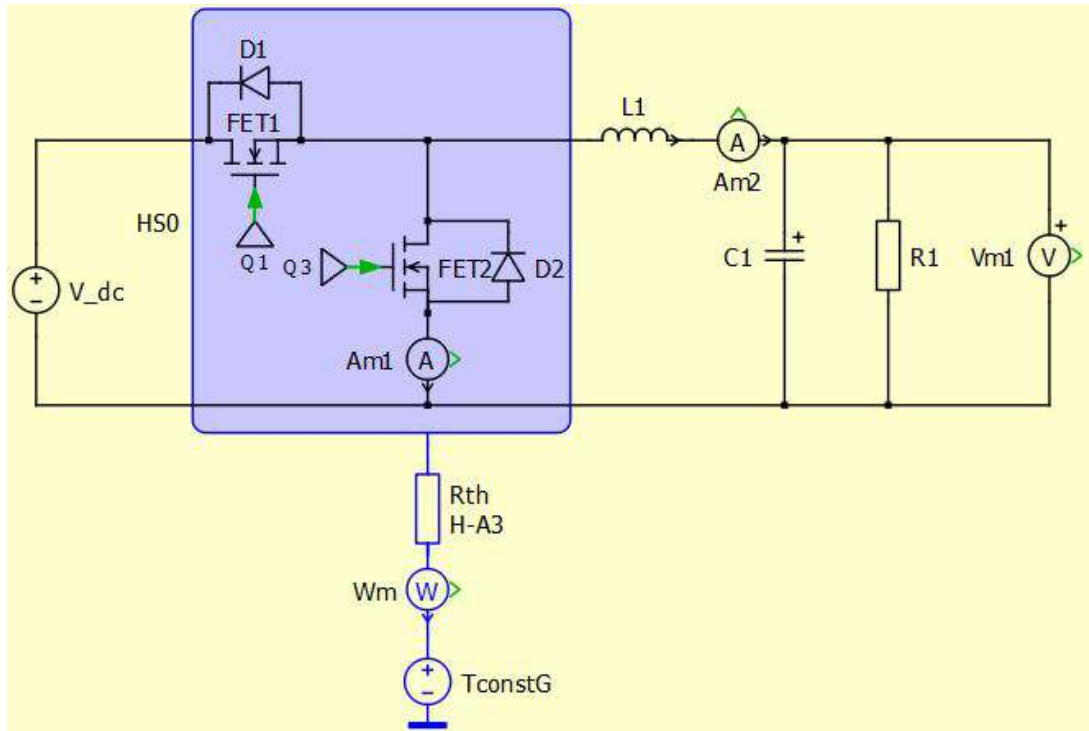 D1
FET1
HS0
Q1
Q3
FET2
D2
A
Am1
V_dc
L1
A
Am2
C1
R1
Vm1
V
Rth
H-A3
Wm
W
TconstG